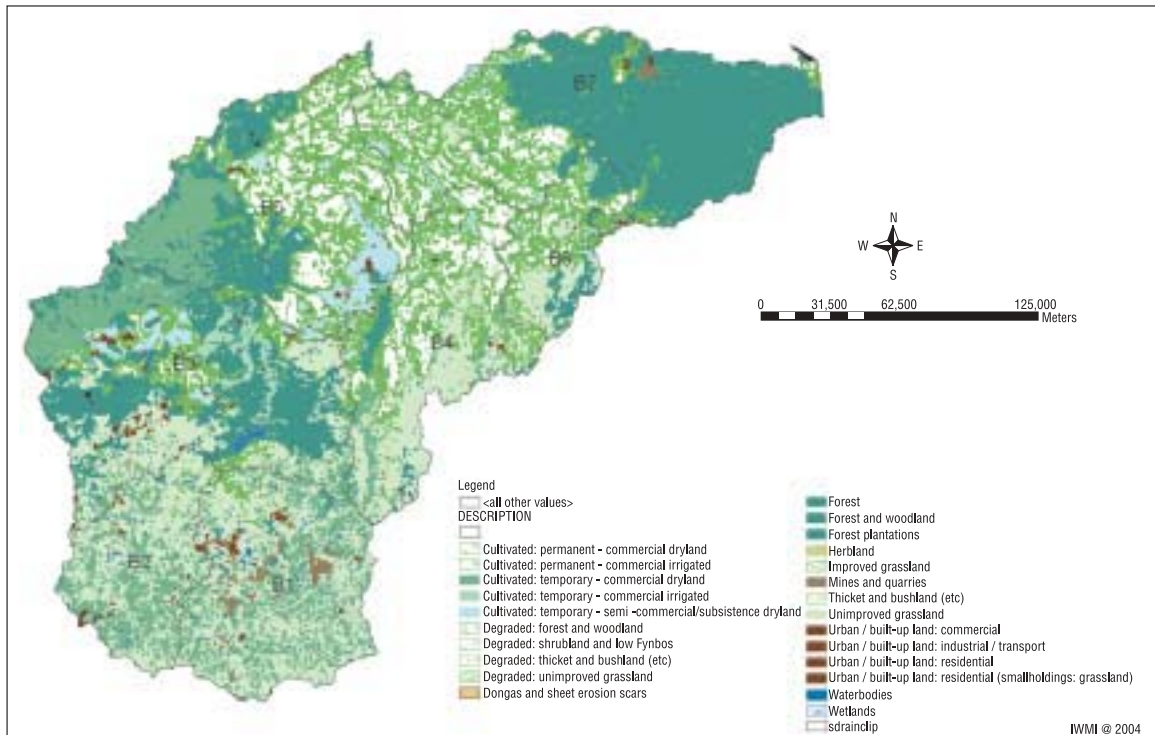 B7
N
W E
S
0 31,500 62,500 125,000
Meters
B4
B1
Legend
<all other values>
DESCRIPTION
Cultivated: permanent - commercial dryland
Cultivated: permanent - commercial irrigated
Cultivated: temporary - commercial dryland
Cultivated: temporary - commercial irrigated
Cultivated: temporary - semi -commercial/subsistence dryland
Degraded: forest and woodland
Degraded: shrubland and low Fynbos
Degraded: thicket and bushland (etc)
Degraded: unimproved grassland
Dongas and sheet erosion scars
Forest
Forest and woodland
Forest plantations
Herbland
Improved grassland
Mines and quarries
Thicket and bushland (etc)
Unimproved grassland
Urban / built-up land: commercial
Urban / built-up land: industrial / transport
Urban / built-up land: residential
Urban / built-up land: residential (smallholdings: grassland)
Waterbodies
Wetlands
sdrainclip
IWMI @ 2004